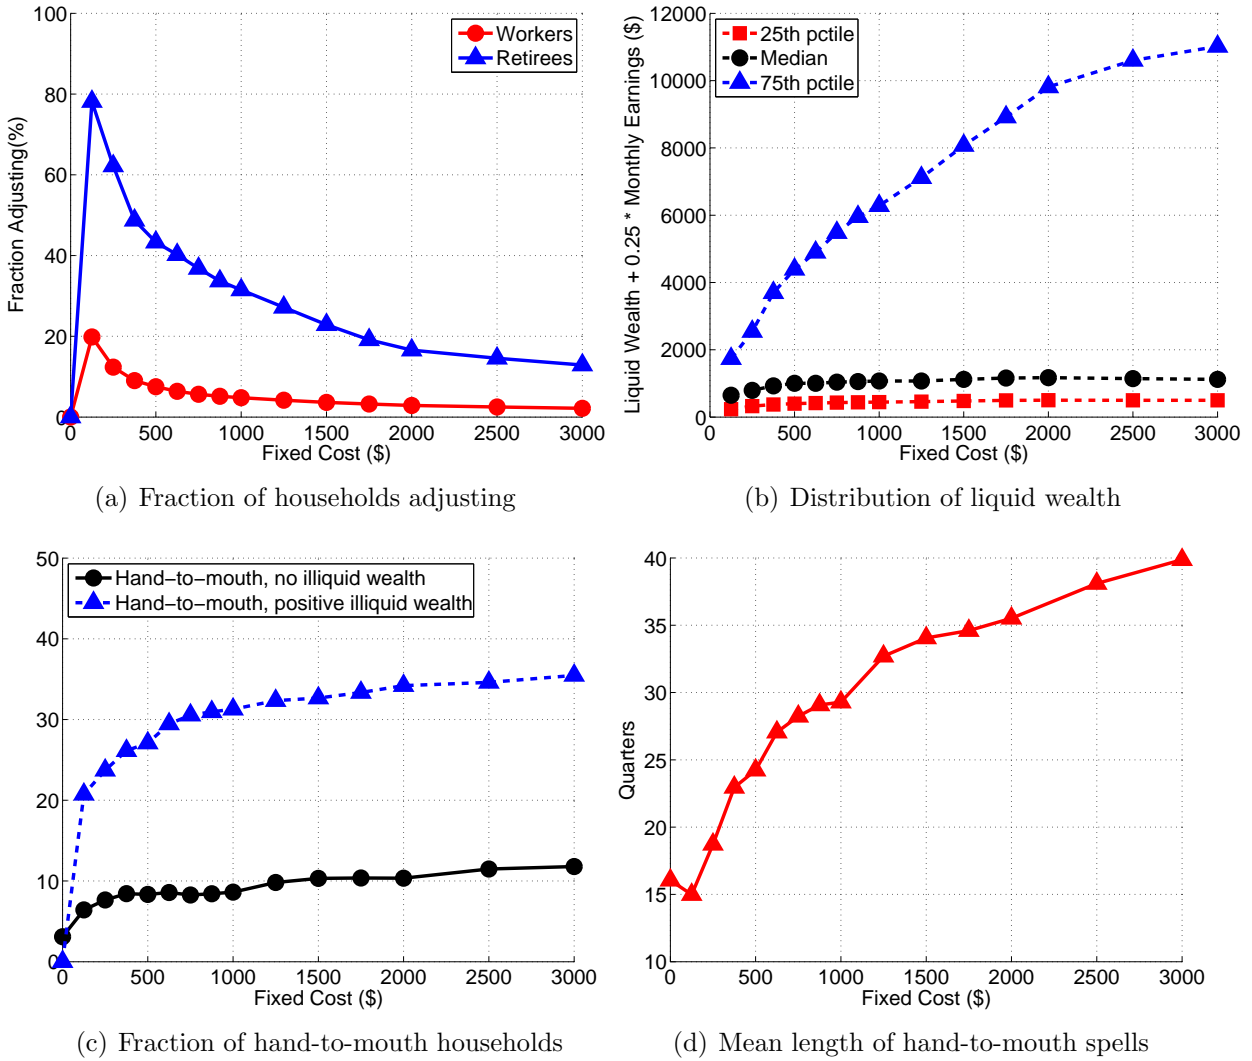 100
80
60
40
20
0
Fraction Adjusting(%)
Workers
Retirees
0 500 1000 1500 2000 2500 3000
Fixed Cost ($)
(a) Fraction of households adjusting
12000
10000
8000
6000
4000
2000
0
Liquid Wealth + 0.25 * Monthly Earnings ($)
25th pctile
Median
75th pctile
0 500 1000 1500 2000 2500 3000
Fixed Cost ($)
(b) Distribution of liquid wealth
50
40
30
20
10
0
Hand−to−mouth, no illiquid wealth
Hand−to−mouth, positive illiquid wealth
0 500 1000 1500 2000 2500 3000
Fixed Cost ($)
(c) Fraction of hand-to-mouth households
40
35
30
25
20
15
10
Quarters
0 500 1000 1500 2000 2500 3000
Fixed Cost ($)
(d) Mean length of hand-to-mouth spells